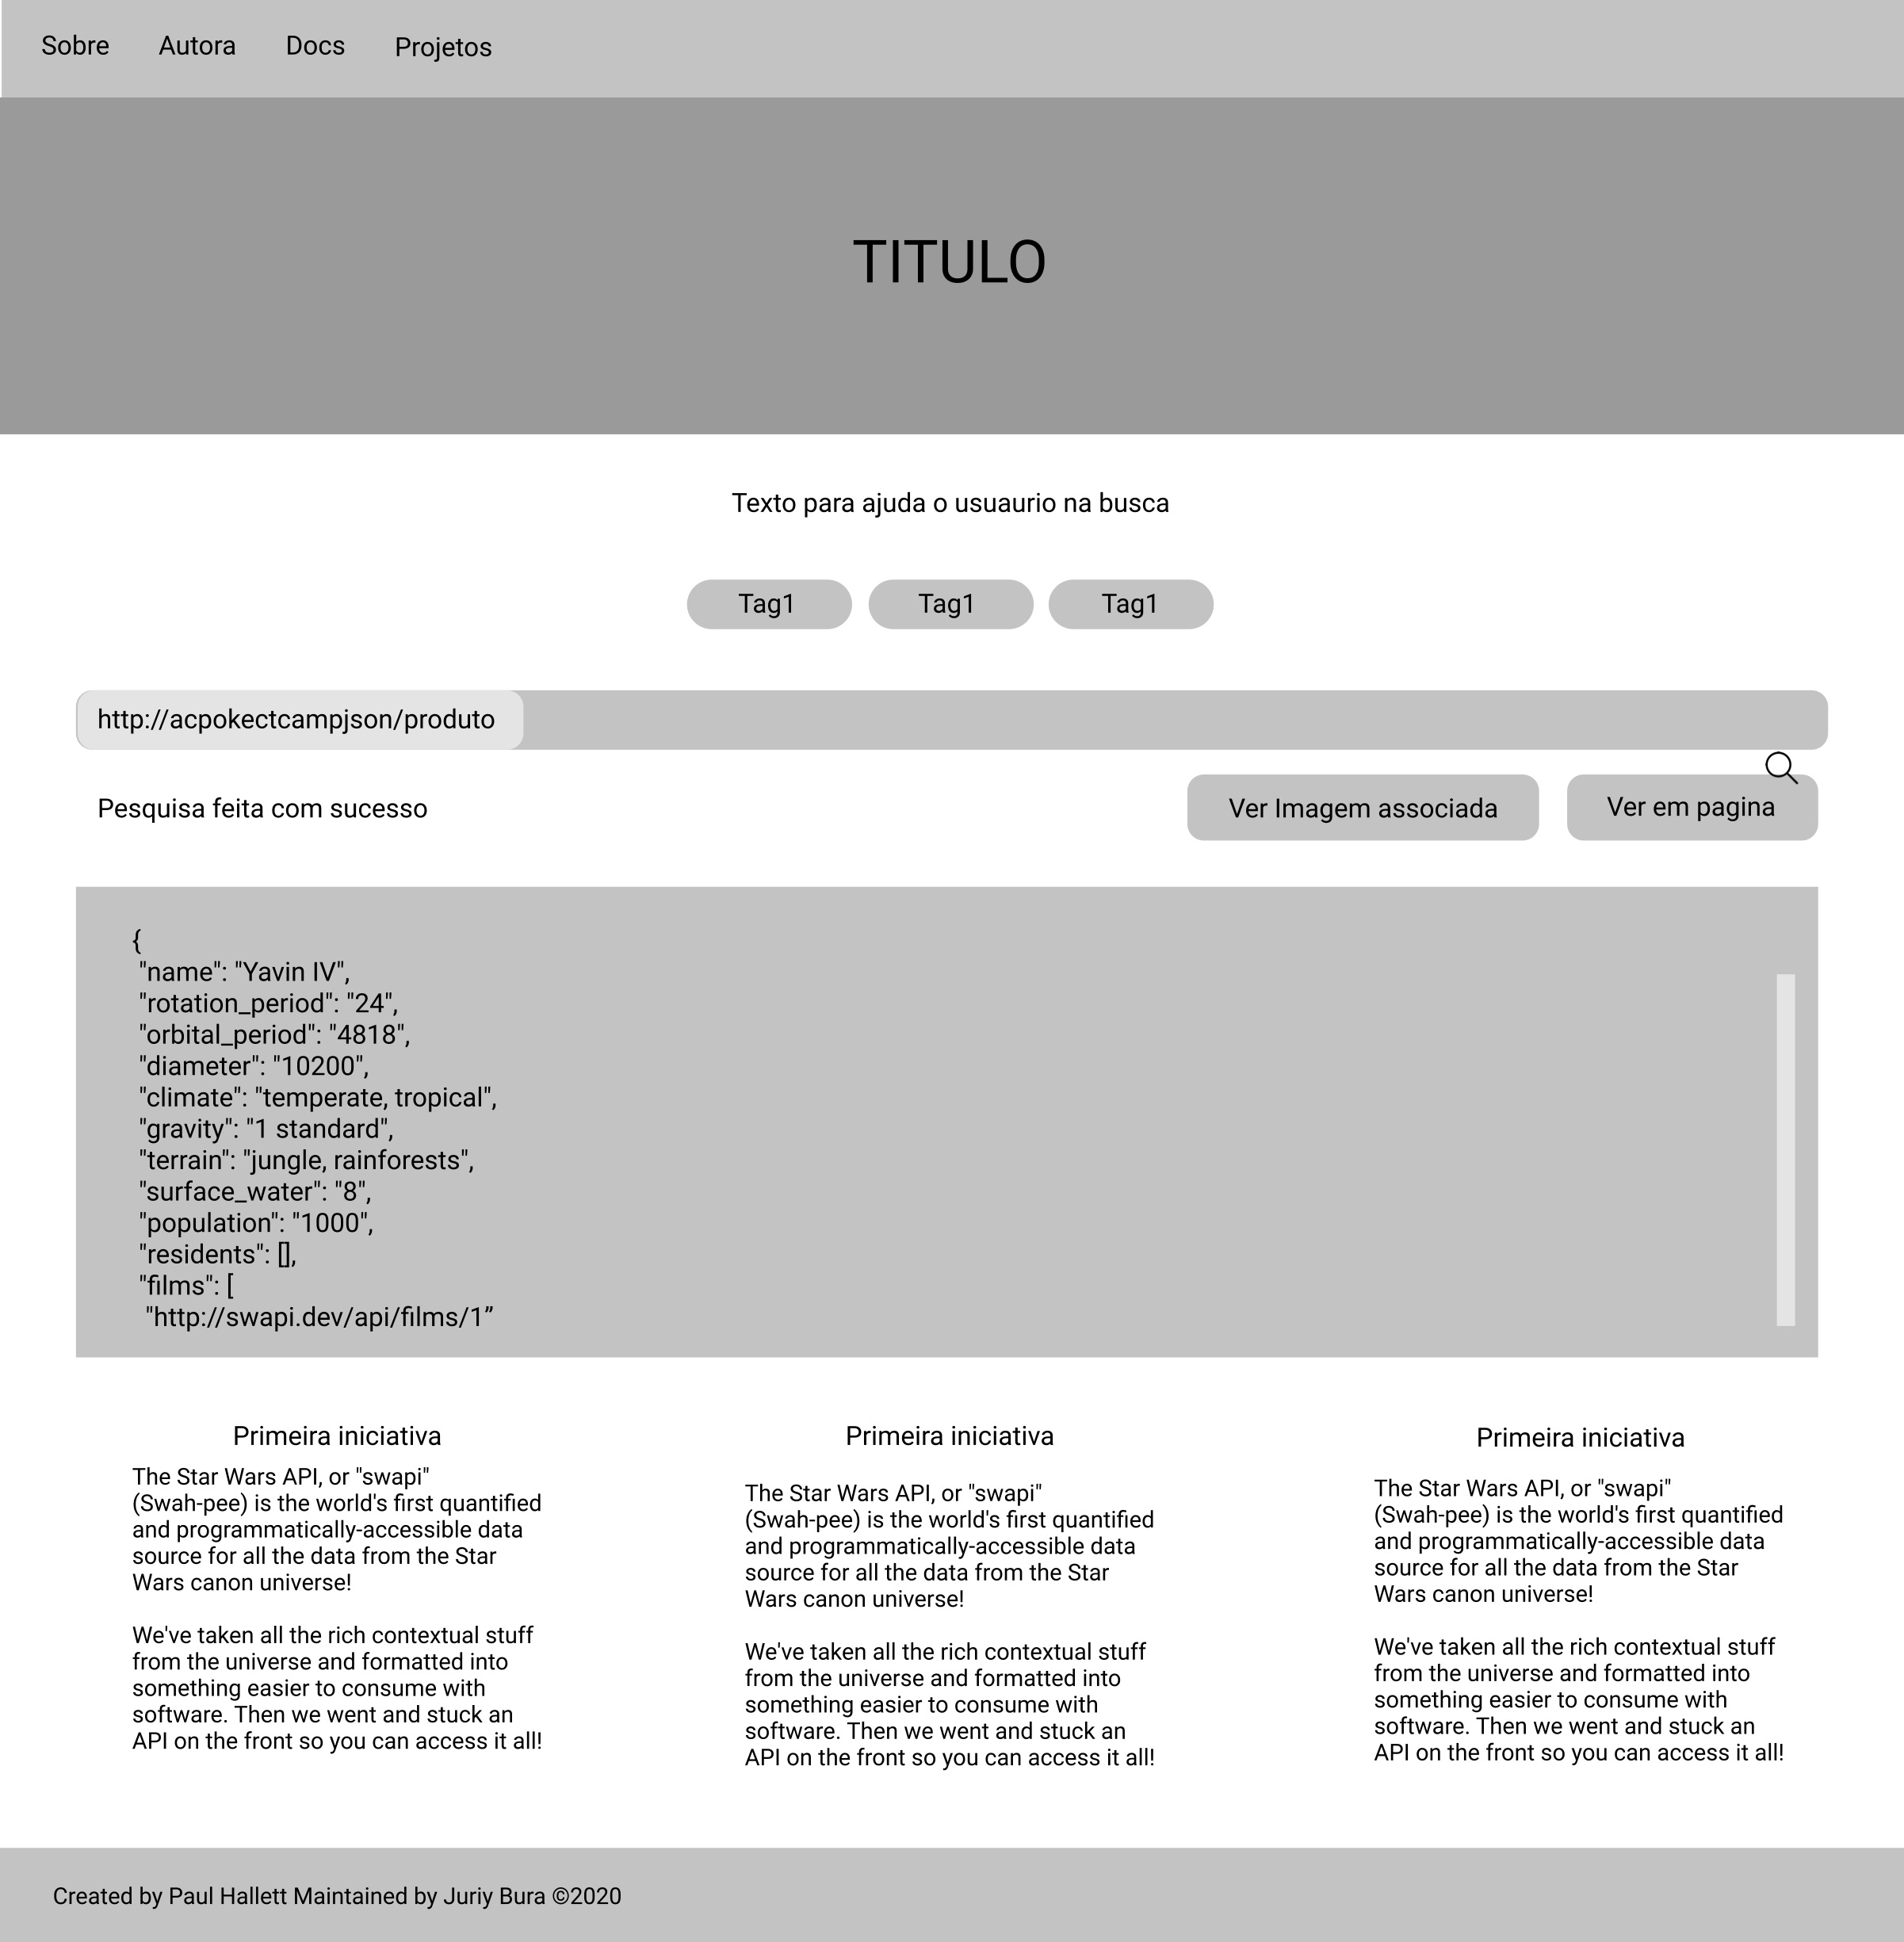 Sobre Autora Docs Projetos
TITULO
Texto para ajuda o usuaurio na busca
Tag1 Tag1 Tag1
http://acpokectcampjson/produto
Pesquisa feita com sucesso
Ver Imagem associada
Ver em pagina
{
"name": "Yavin IV",
"rotation_period": "24",
"orbital_period": "4818",
"diameter": "10200",
"climate": "temperate, tropical",
"gravity": "1 standard",
"terrain": "jungle, rainforests",
"surface_water": "8",
"population": "1000",
"residents": [],
"films": [
"http://swapi.dev/api/films/1”
Primeira iniciativa
The Star Wars API, or "swapi"
(Swah-pee) is the world's first quantified
and programmatically-accessible data
source for all the data from the Star
Wars canon universe!
We've taken all the rich contextual stuff
from the universe and formatted into
something easier to consume with
software. Then we went and stuck an
API on the front so you can access it all!
Primeira iniciativa
The Star Wars API, or "swapi"
(Swah-pee) is the world's first quantified
and programmatically-accessible data
source for all the data from the Star
Wars canon universe!
We've taken all the rich contextual stuff
from the universe and formatted into
something easier to consume with
software. Then we went and stuck an
API on the front so you can access it all!
Primeira iniciativa
The Star Wars API, or "swapi"
(Swah-pee) is the world's first quantified
and programmatically-accessible data
source for all the data from the Star
Wars canon universe!
We've taken all the rich contextual stuff
from the universe and formatted into
something easier to consume with
software. Then we went and stuck an
API on the front so you can access it all!
Created by Paul Hallett Maintained by Juriy Bura ©2020